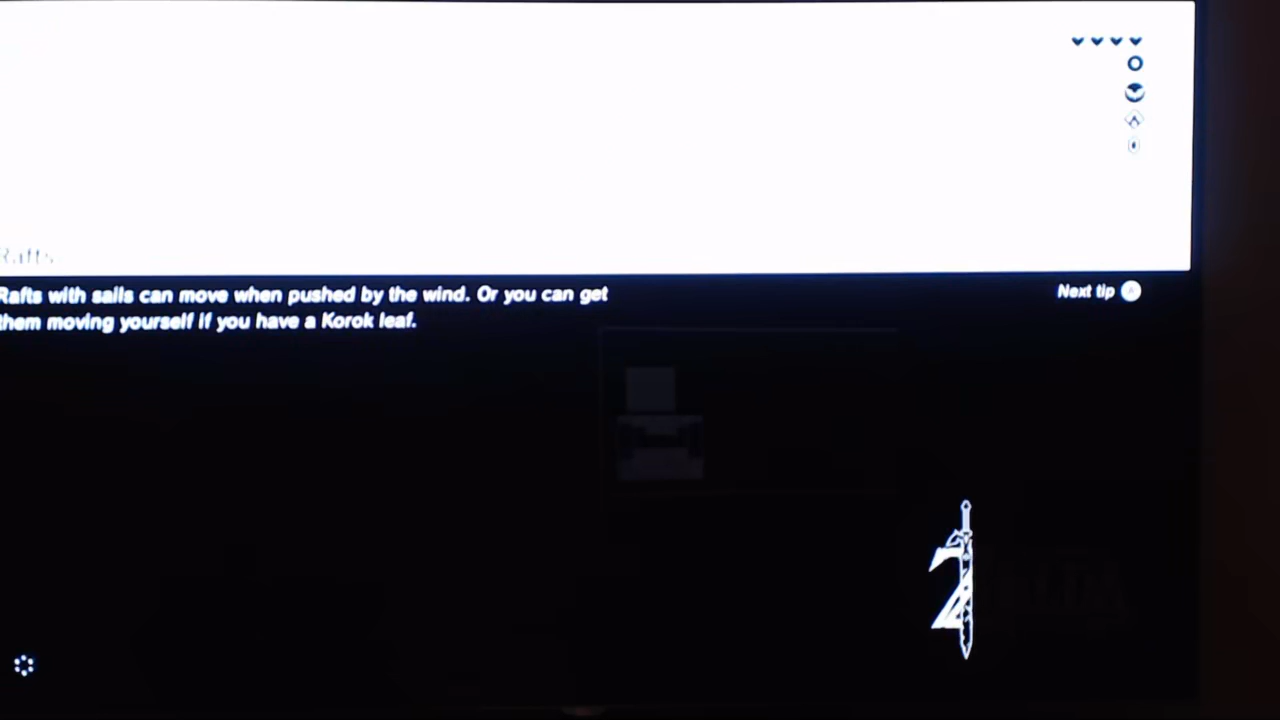 Rafts
Rafts with sails can move when pushed by the wind. Or you can get
them moving yourself if you have a Korok leaf.
Next tip